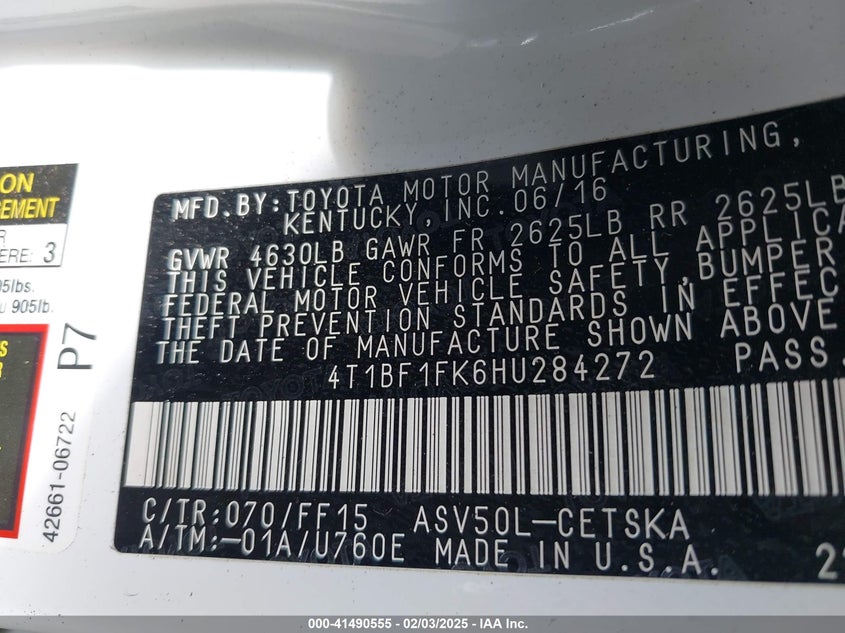 ON
CEMENT
R
ERE: 3
95lbs.
u 905lb.
S
R
P7
42661-06722
MFD. BY: TOYOTA MOTOR MANUFACTURING,
KENTUCKY, INC. 06/16
GVWR 4630LB GAWR FR 2625LB RR 2625LB
THIS VEHICLE CONFORMS TO ALL APPLICA
FEDERAL MOTOR VEHICLE SAFETY, BUMPER
THEFT PREVENTION STANDARDS IN EFFEC
THE DATE OF MANUFACTURE SHOWN ABOVE
4T1BF1FK6HU284272 PASS.
C/TR: 070/FF15 ASV50L-CETSKA
A/TM:-01A/U760E MADE IN U.S.A.
000-41490555 - 02/03/2025 - IAA Inc.